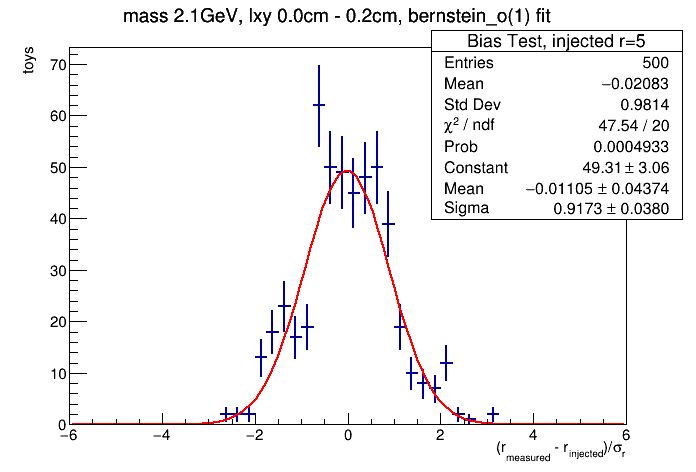 mass 2.1GeV, lxy 0.0cm - 0.2cm, bernstein_o(1) fit
toys
Bias Test, injected r=5
Entries 500
Mean −0.02083
Std Dev 0.9814
χ² / ndf 47.54 / 20
Prob 0.0004933
Constant 49.31 ± 3.06
Mean −0.01105 ± 0.04374
Sigma 0.9173 ± 0.0380
70
60
50
40
30
20
10
0
−6 −4 −2 0 2 4 6
(r_measured - r_injected)/σ_r